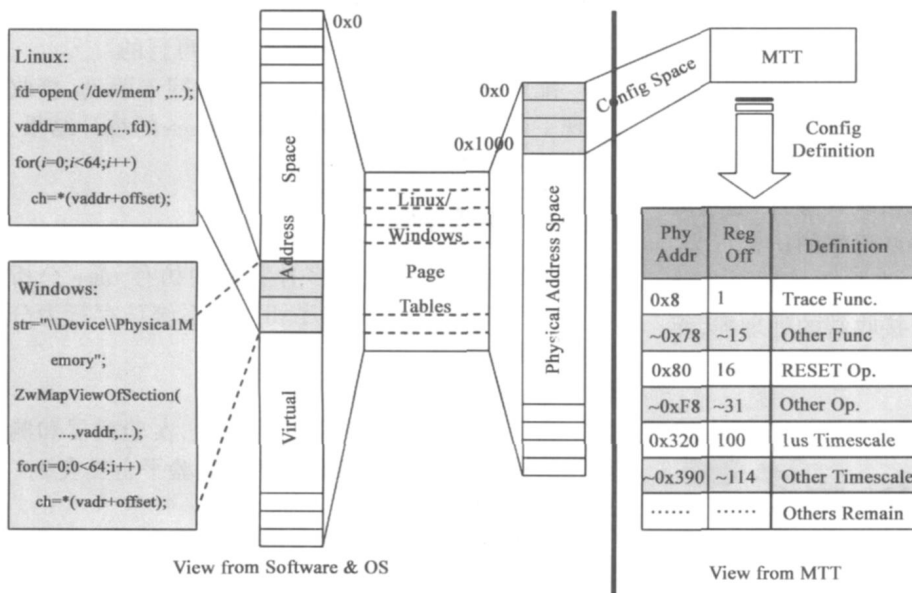 Linux:
fd=open(‘/dev/mem’ ,...);
vaddr=mmap(...,fd);
for(i=0;i<64;i++)
ch=*(vaddr+offset);
Windows:
str="\\Device\\Physica1M
emory";
ZwMapViewOfSection(
...,vaddr,...);
for(i=0;0<64;i++)
ch=*(vadr+offset);
0x0
Virtual Address Space
Linux/
Windows
Page
Tables
0x0
0x1000
Physical Address Space
Config Space
MTT
Config
Definition
Phy Addr Reg Off Definition
0x8 1 Trace Func.
~0x78 ~15 Other Func
0x80 16 RESET Op.
~0xF8 ~31 Other Op.
0x320 100 1us Timescale
~0x390 ~114 Other Timescale
…… …… Others Remain
View from Software & OS
View from MTT